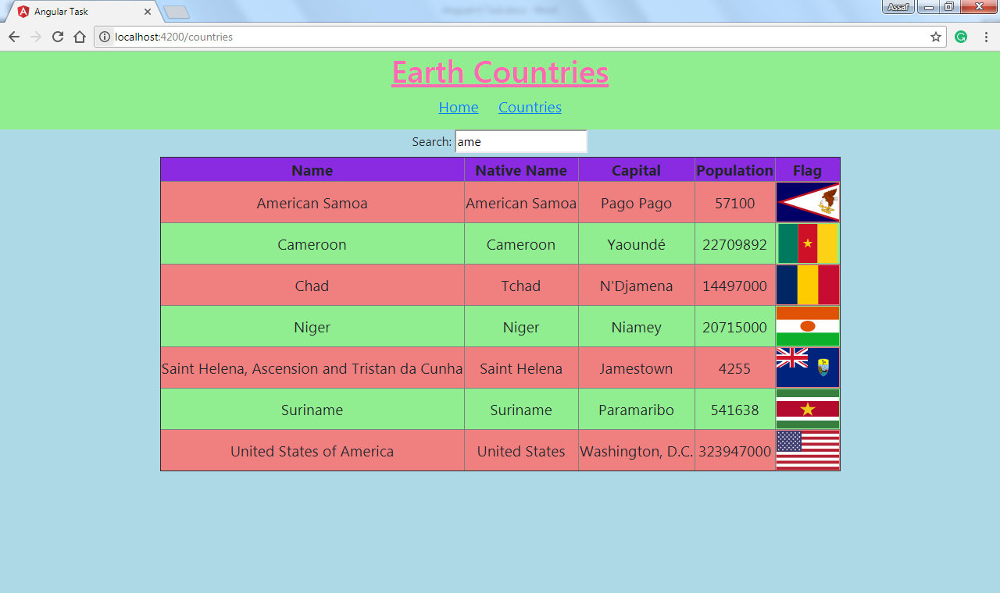 Angular Task
Assaf
localhost:4200/countries
Earth Countries
Home Countries
Search: ame
Name Native Name Capital Population Flag
American Samoa American Samoa Pago Pago 57100
Cameroon Cameroon Yaoundé 22709892
Chad Tchad N'Djamena 14497000
Niger Niger Niamey 20715000
Saint Helena, Ascension and Tristan da Cunha Saint Helena Jamestown 4255
Suriname Suriname Paramaribo 541638
United States of America United States Washington, D.C. 323947000